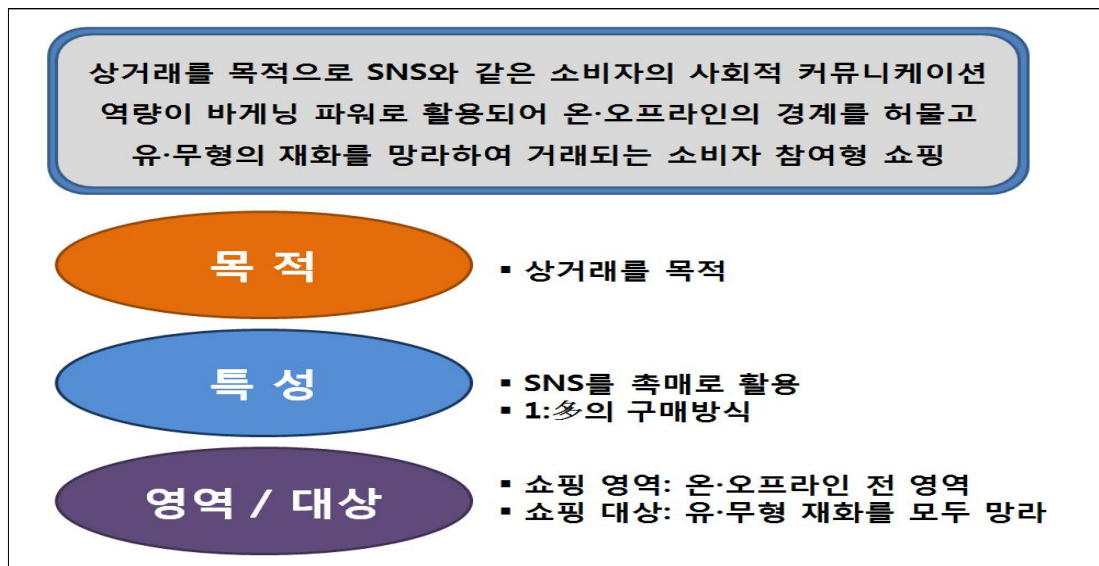 상거래를 목적으로 SNS와 같은 소비자의 사회적 커뮤니케이션
역량이 바게닝 파워로 활용되어 온·오프라인의 경계를 허물고
유·무형의 재화를 망라하여 거래되는 소비자 참여형 쇼핑
목 적
▪ 상거래를 목적
특 성
▪ SNS를 촉매로 활용
▪ 1:多의 구매방식
영역 / 대상
▪ 쇼핑 영역: 온·오프라인 전 영역
▪ 쇼핑 대상: 유·무형 재화를 모두 망라